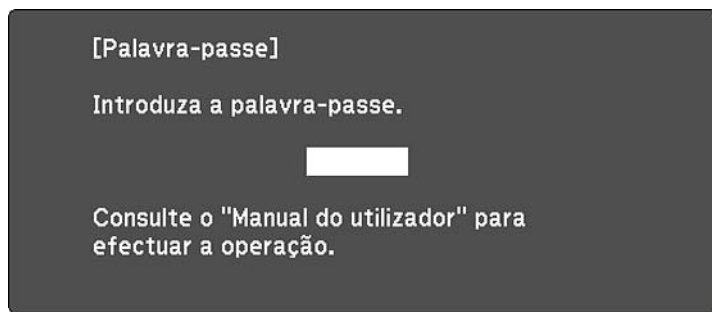 [Palavra-passe]
Introduza a palavra-passe.
Consulte o "Manual do utilizador" para
efectuar a operação.